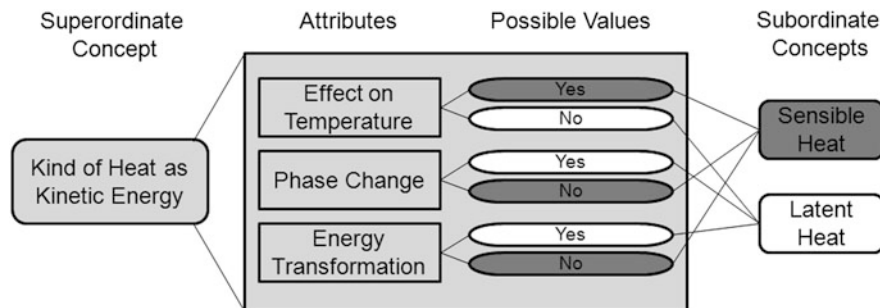 Superordinate
Concept
Attributes
Possible Values
Subordinate
Concepts
Kind of Heat as
Kinetic Energy
Effect on
Temperature
Yes
No
Phase Change
Yes
No
Energy
Transformation
Yes
No
Sensible
Heat
Latent
Heat